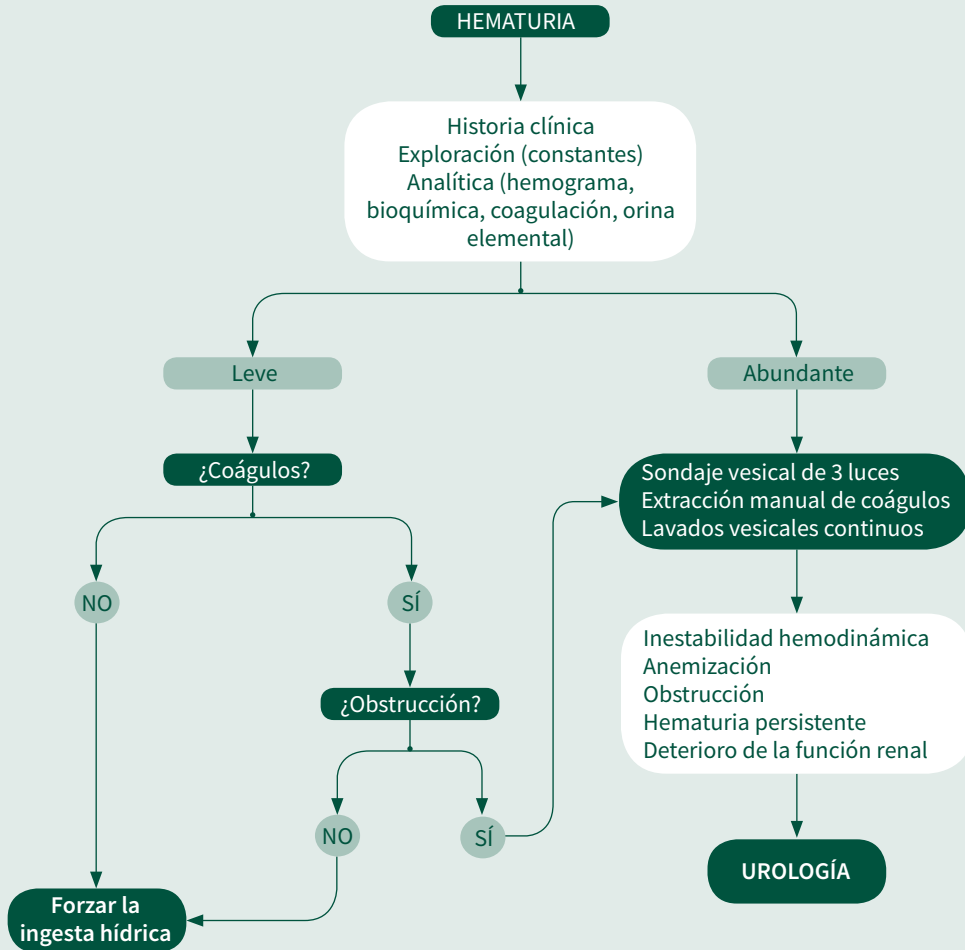 HEMATURIA
Historia clínica
Exploración (constantes)
Analítica (hemograma,
bioquímica, coagulación, orina
elemental)
Leve
Abundante
¿Coágulos?
Sondaje vesical de 3 luces
Extracción manual de coágulos
Lavados vesicales continuos
NO
SÍ
Inestabilidad hemodinámica
Anemización
Obstrucción
Hematuria persistente
Deterioro de la función renal
¿Obstrucción?
NO
SÍ
UROLOGÍA
Forzar la
ingesta hídrica